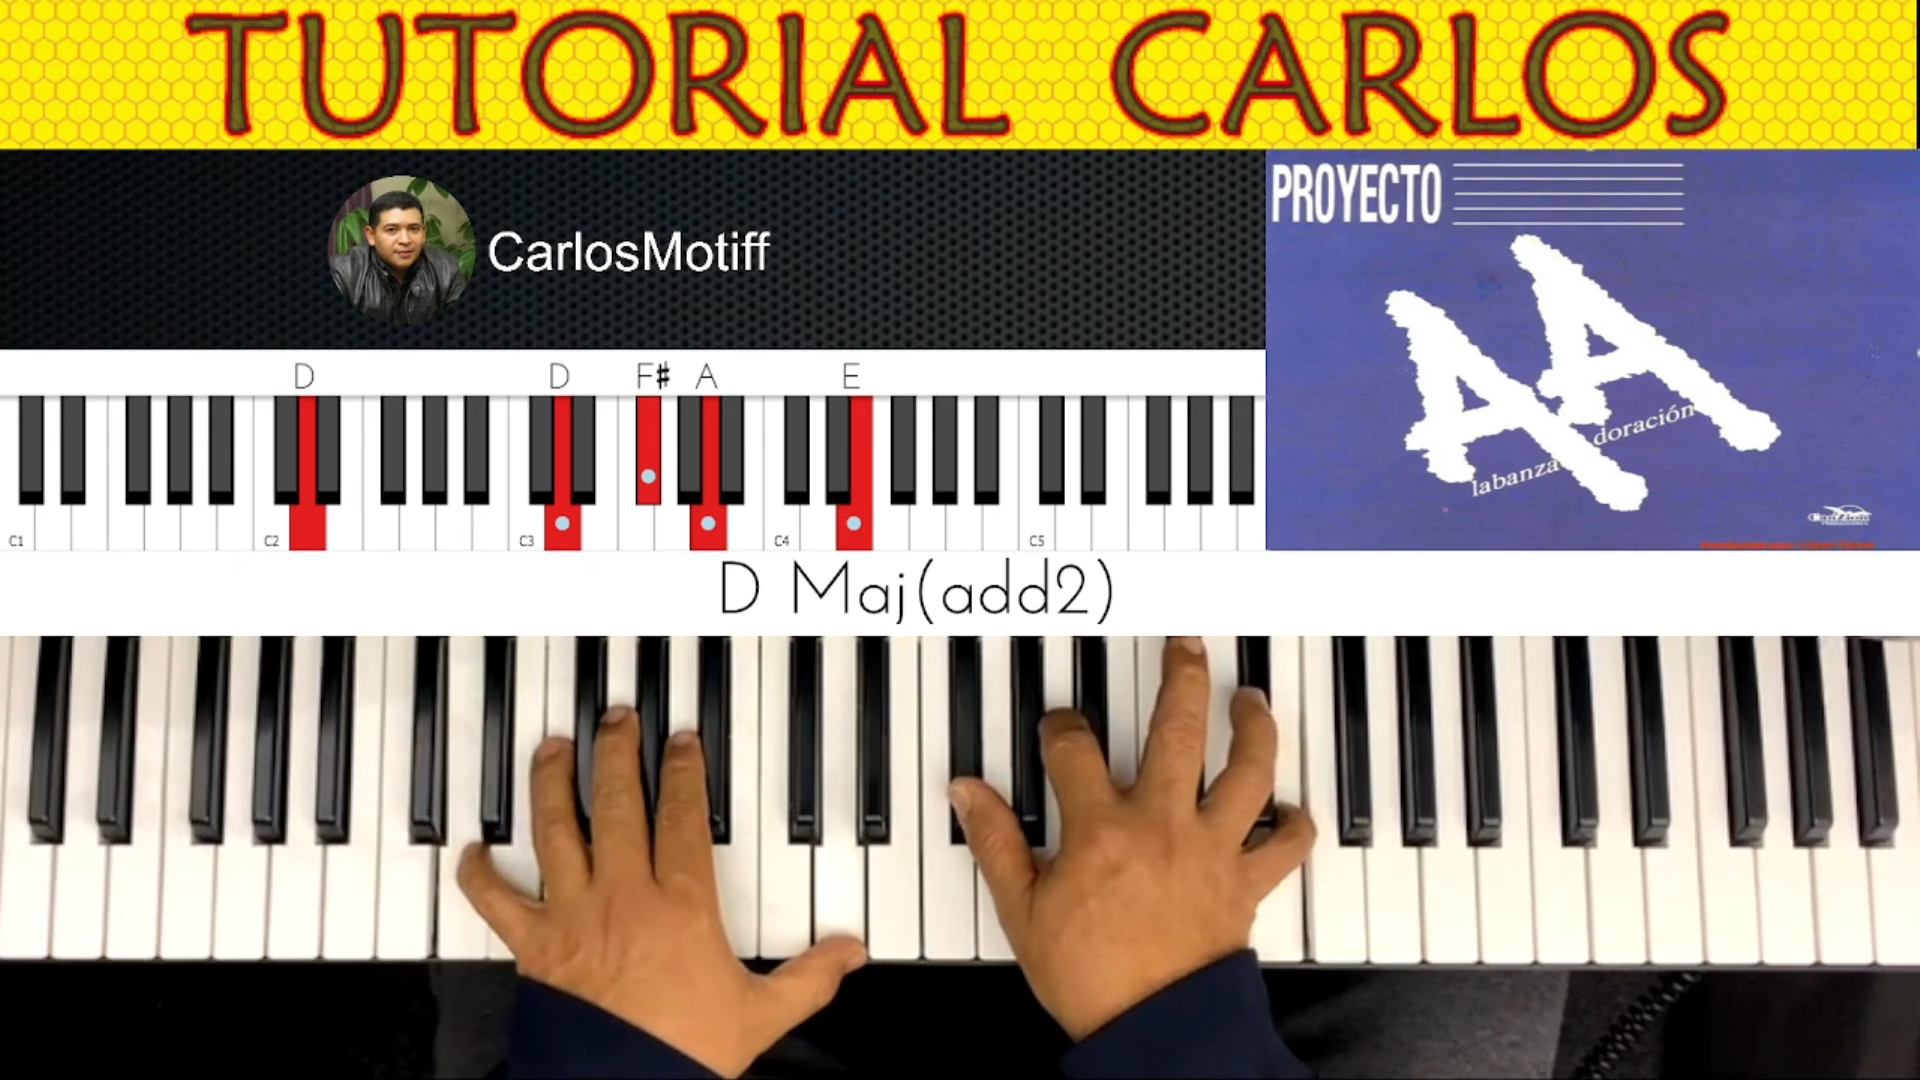 TUTORIAL CARLOS
CarlosMotiff
PROYECTO
AA
labanza
doración
D D F# A E
C1 C2 C3 C4 C5
D Maj(add2)